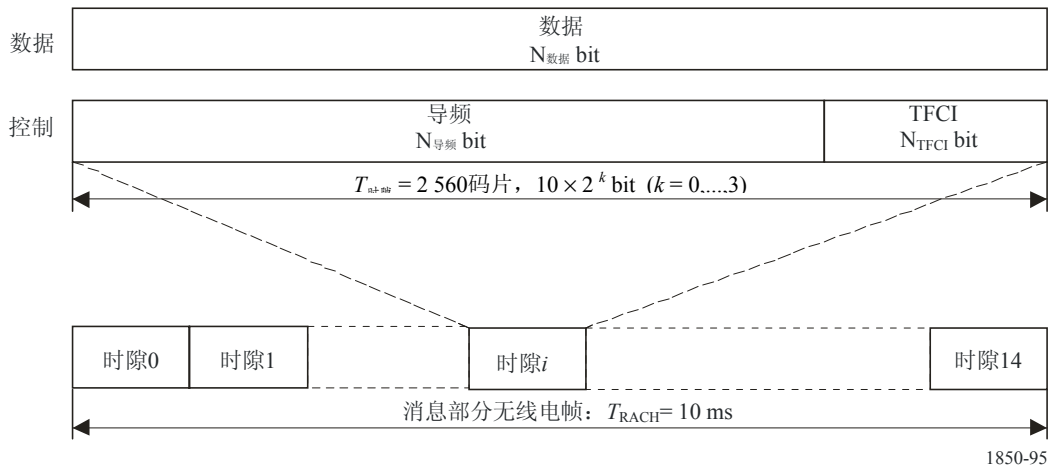 数据
数据
N数据 bit
控制
导频
N导频 bit
TFCI
NTFCI bit
T时隙 = 2 560码片，10 × 2 k bit (k = 0,...,3)
时隙0
时隙1
时隙i
时隙14
消息部分无线电帧：TRACH= 10 ms
1850-95